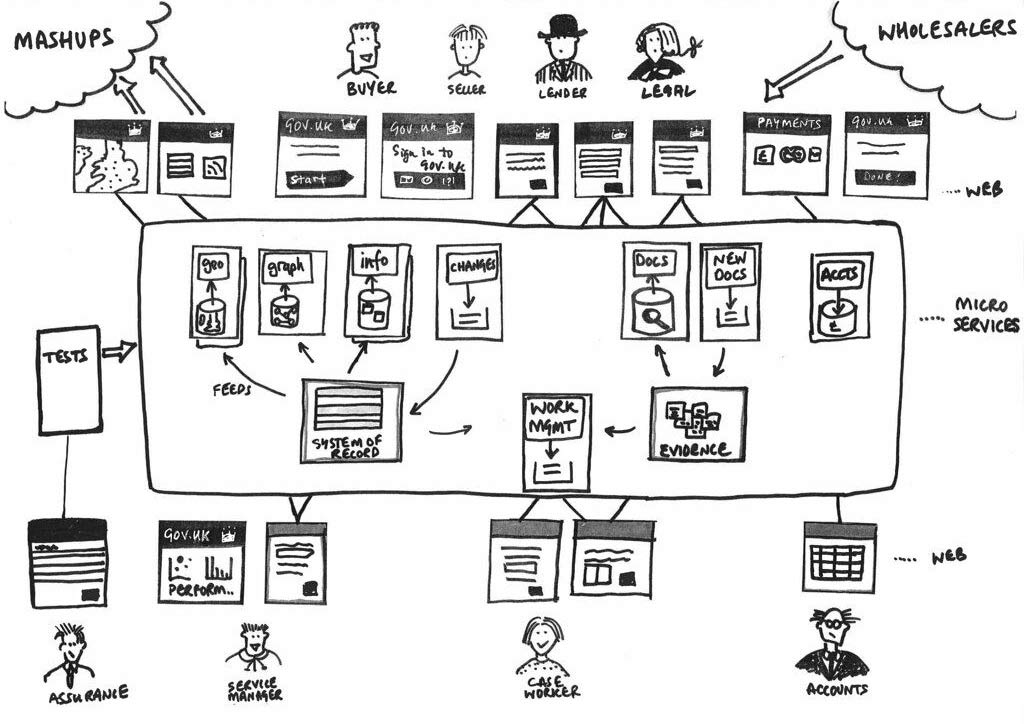 MASHUPS
WHOLESALERS
BUYER
SELLER
LENDER
LEGAL
GOV.UK
Start
GOV.UK
Sign in to
GOV.UK
PAYMENTS
£
GOV.UK
DONE!
..... WEB
geo
graph
info
CHANGES
DOCS
NEW
DOCS
ACCTS
£
..... MICRO
SERVICES
TESTS
FEEDS
SYSTEM OF
RECORD
WORK
MGMT
EVIDENCE
GOV.UK
PERFORM..
..... WEB
ASSURANCE
SERVICE
MANAGER
CASE
WORKER
ACCOUNTS